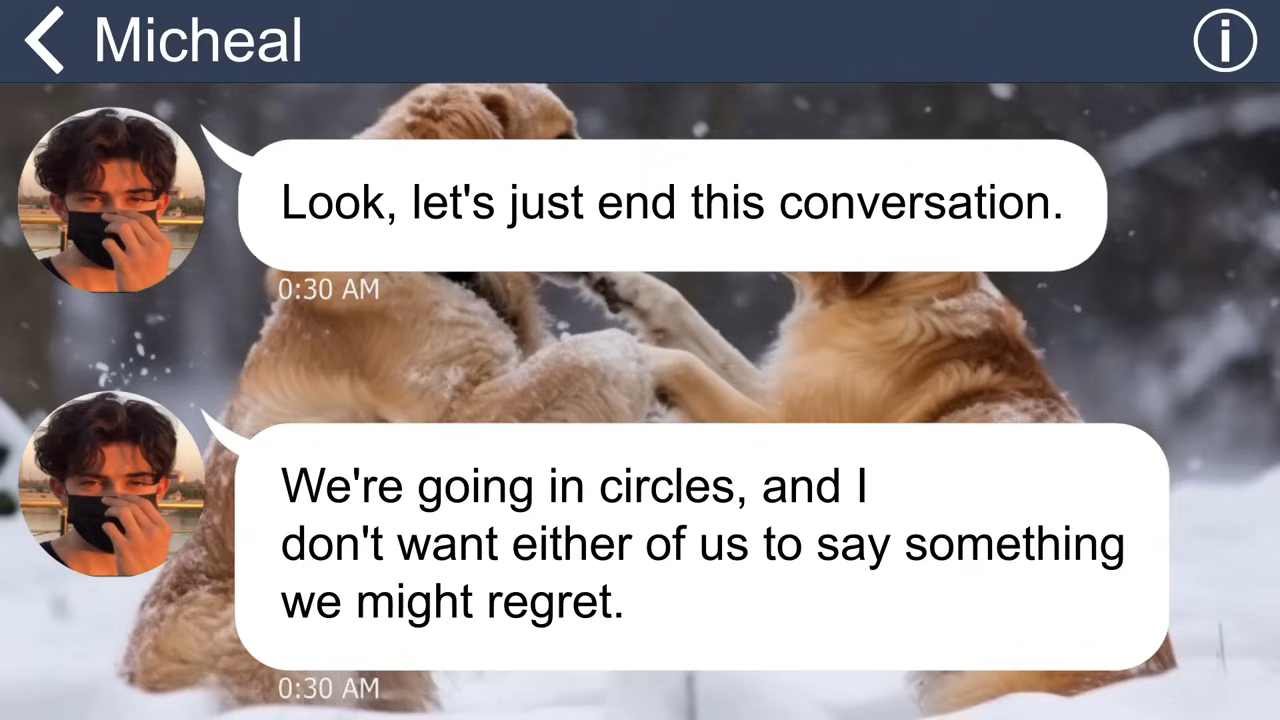 Micheal
Look, let's just end this conversation.
0:30 AM
We're going in circles, and I
don't want either of us to say something
we might regret.
0:30 AM